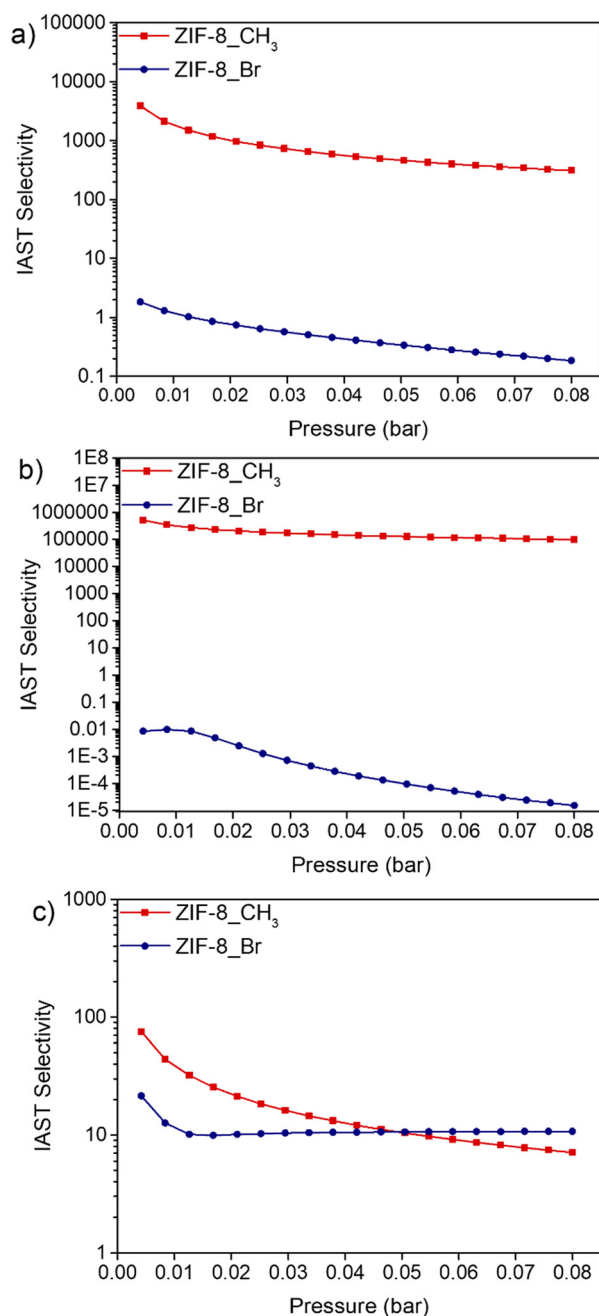 a)
100000
ZIF-8_CH₃
10000
ZIF-8_Br
1000
100
10
1
0.1
IAST Selectivity
0.00 0.01 0.02 0.03 0.04 0.05 0.06 0.07 0.08
Pressure (bar)
b)
1E8
ZIF-8_CH₃
1E7
ZIF-8_Br
1000000
100000
10000
1000
100
10
1
0.1
0.01
1E-3
1E-4
1E-5
IAST Selectivity
0.00 0.01 0.02 0.03 0.04 0.05 0.06 0.07 0.08
Pressure (bar)
c)
1000
ZIF-8_CH₃
ZIF-8_Br
100
10
1
IAST Selectivity
0.00 0.01 0.02 0.03 0.04 0.05 0.06 0.07 0.08
Pressure (bar)